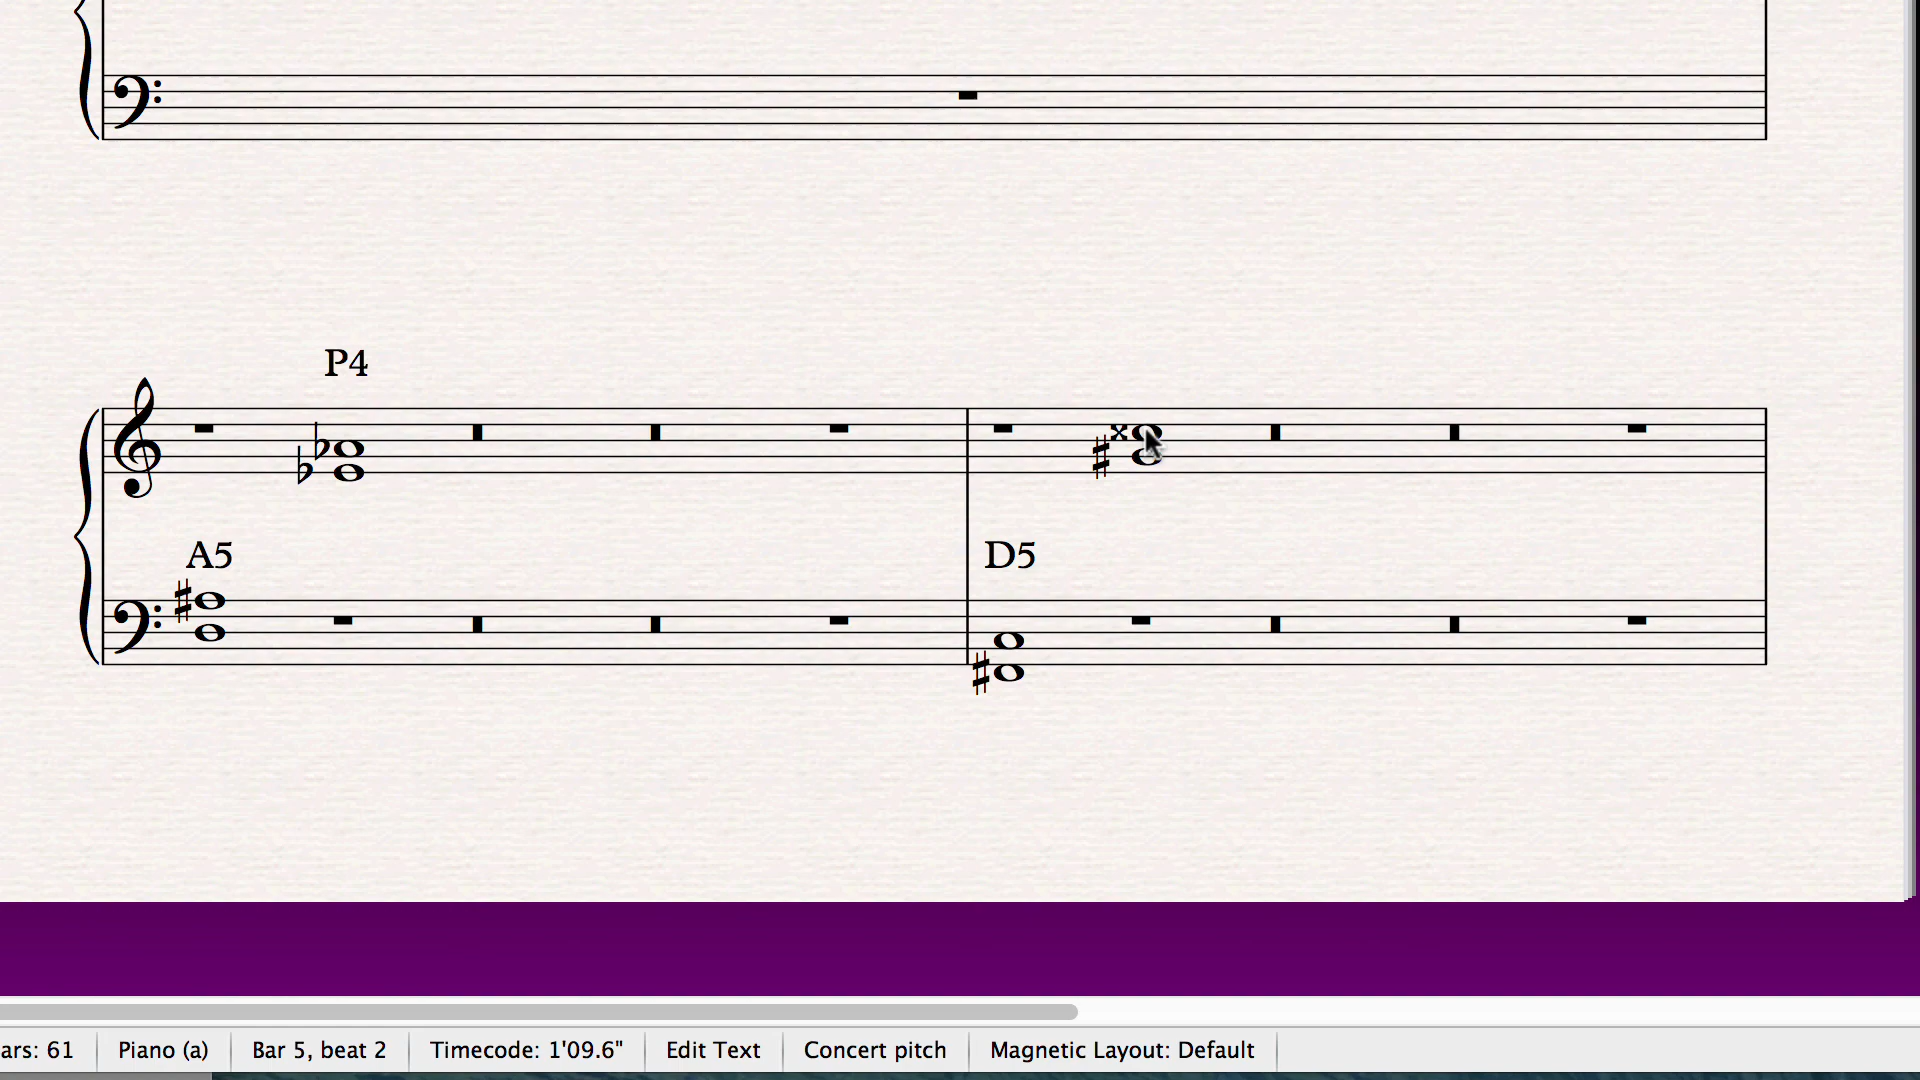 P4
A5 D5
ars: 61 Piano (a) Bar 5, beat 2 Timecode: 1'09.6" Edit Text Concert pitch Magnetic Layout: Default